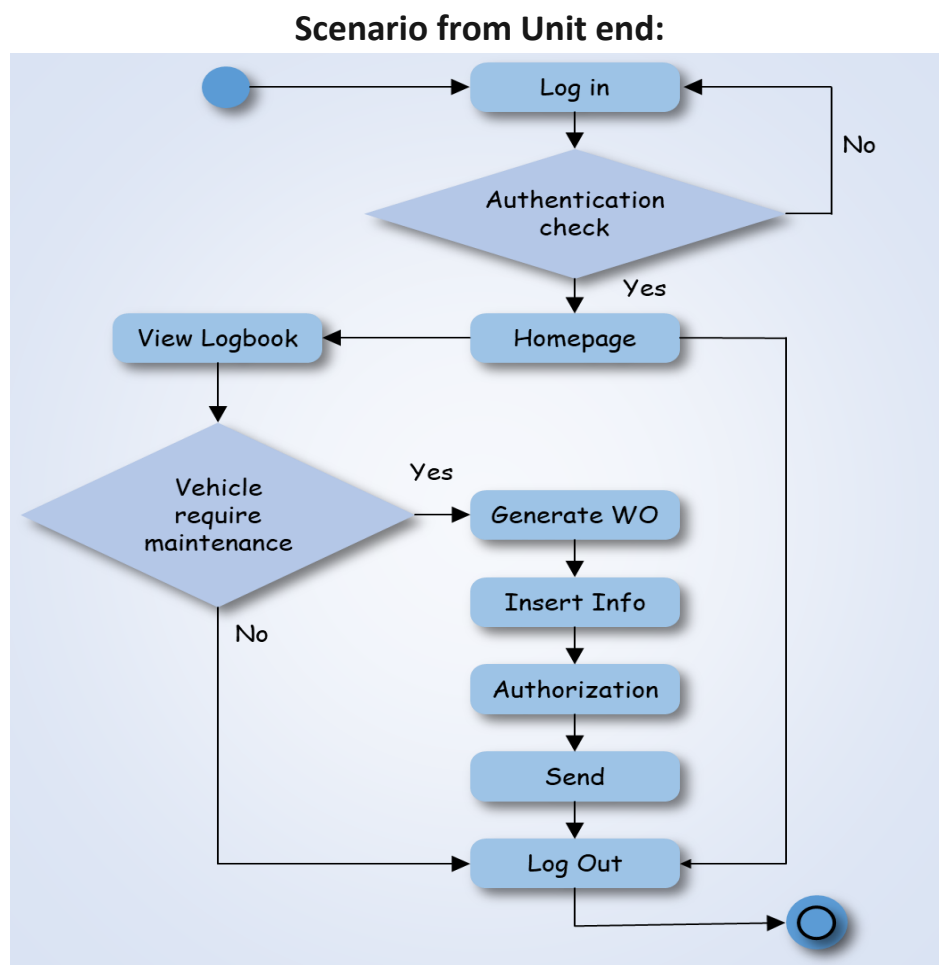 Scenario from Unit end:
Log in
No
Authentication
check
Yes
View Logbook
Homepage
Yes
Vehicle
require
maintenance
Generate WO
Insert Info
No
Authorization
Send
Log Out